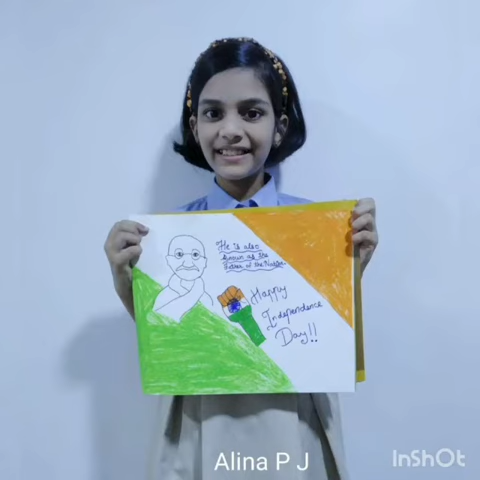 He is also
known as the
father of the Nation
Happy
Independence
Day!!
Alina P J
InShOt